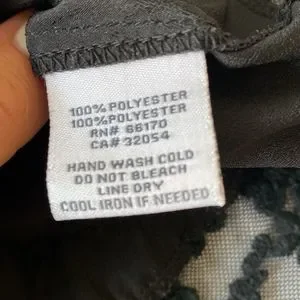 100% POLYESTER
100% POLYESTER
RN# 66170
CA# 32054
HAND WASH COLD
DO NOT BLEACH
LINE DRY
COOL IRON IF NEEDED